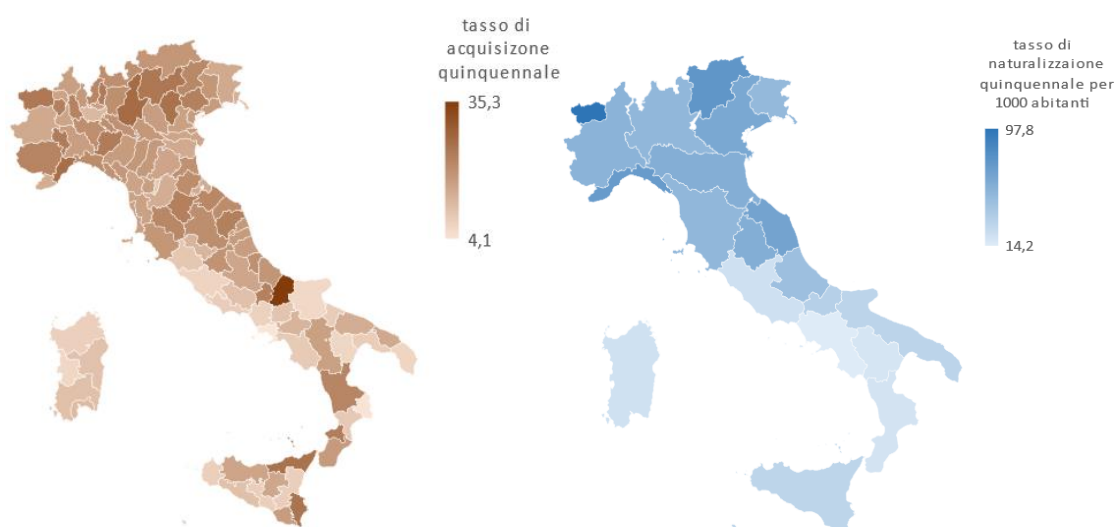 tasso di
acquisizone
quinquennale
35,3
4,1
tasso di
naturalizzaione
quinquennale per
1000 abitanti
97,8
14,2